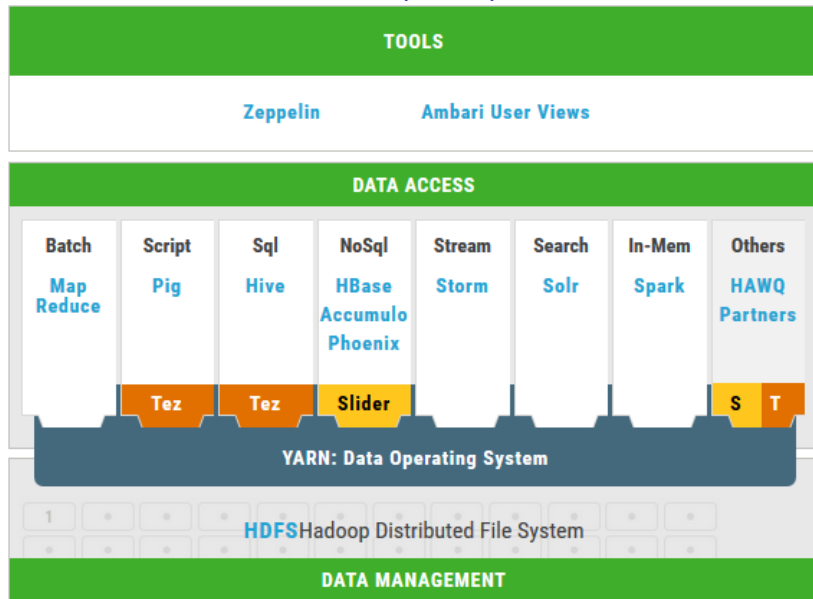 TOOLS
Zeppelin Ambari User Views
DATA ACCESS
Batch Script Sql NoSql Stream Search In-Mem Others
Map Reduce Pig Hive HBase Accumulo Phoenix Storm Solr Spark HAWQ Partners
Tez Tez Slider S T
YARN: Data Operating System
1
HDFSHadoop Distributed File System
DATA MANAGEMENT